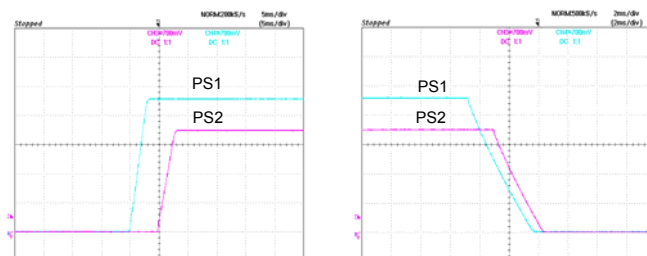 Stopped
NORM:200kS/s 5ms/div
(5ms/div)
CH3=700mV CH4=700mV
DC 1:1 DC 1:1
PS1
PS2
Stopped
NORM:500kS/s 2ms/div
(2ms/div)
CH3=700mV CH4=700mV
DC 1:1 DC 1:1
PS1
PS2